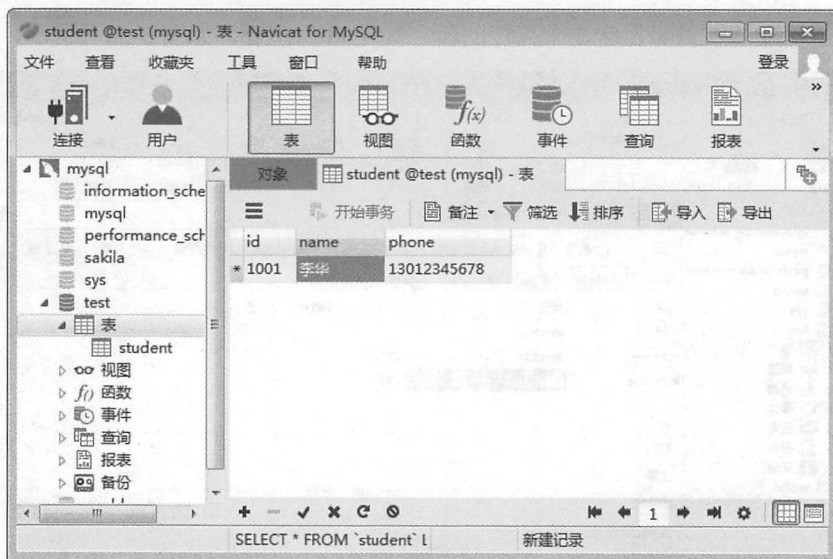 student @test (mysql) - 表 - Navicat for MySQL
文件 查看 收藏夹 工具 窗口 帮助 登录
连接 用户 表 视图 函数 事件 查询 报表
mysql
information_sche
mysql
performance_sch
sakila
sys
test
表
student
视图
函数
事件
查询
报表
备份
对象 student @test (mysql) - 表
开始事务 备注 筛选 排序 导入 导出
id name phone
* 1001 李华 13012345678
1
SELECT * FROM `student` L 新建记录